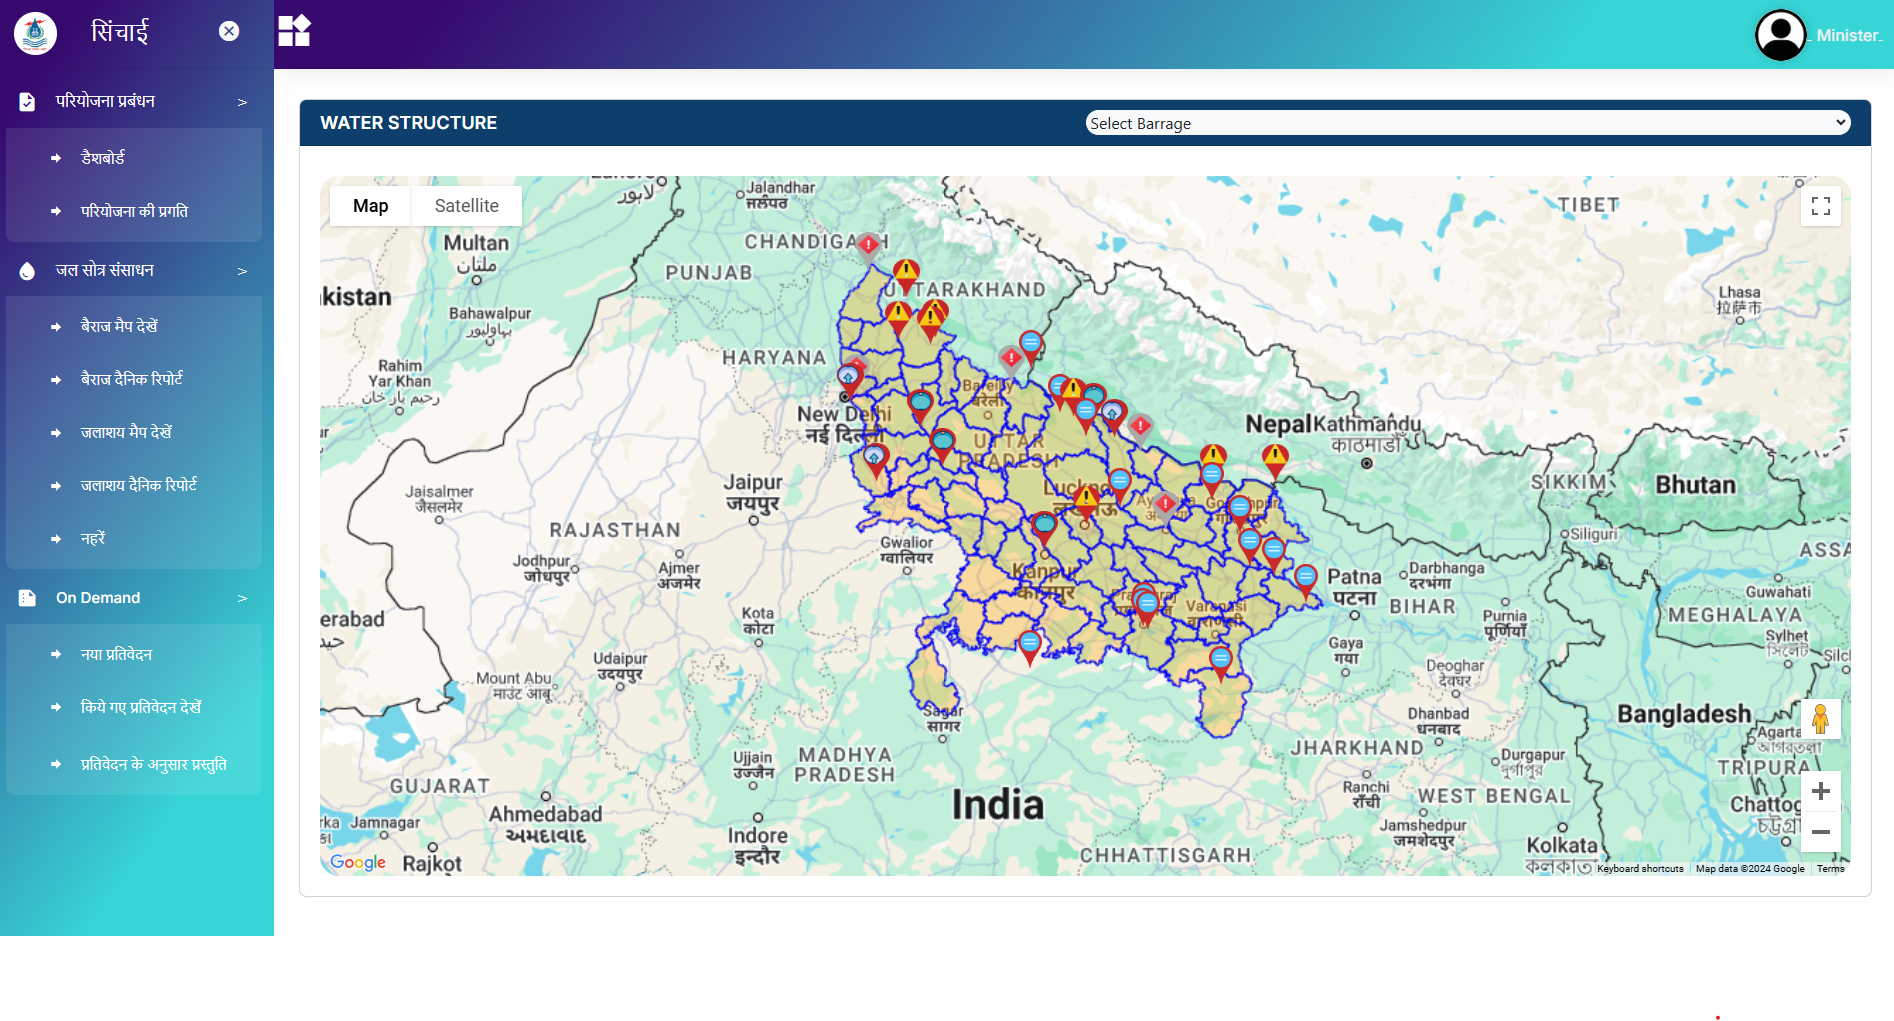 सिंचाई
Minister
परियोजना प्रबंधन >
डैशबोर्ड
परियोजना की प्रगति
जल सोत्र संसाधन >
बैराज मैप देखें
बैराज दैनिक रिपोर्ट
जलाशय मैप देखें
जलाशय दैनिक रिपोर्ट
नहरें
On Demand >
नया प्रतिवेदन
किये गए प्रतिवेदन देखें
प्रतिवेदन के अनुसार प्रस्तुति
WATER STRUCTURE
Select Barrage
Map Satellite
لاہور
Jalandhar
ਜਲੰਧਰ
TIBET
Multan
ملتان
CHANDIGARH
PUNJAB
UTTARAKHAND
kistan
Bahawalpur
بہاولپور
Lhasa
拉萨市
HARYANA
Rahim
Yar Khan
رحیم یار خان
Bareilly
बरेली
New Delhi
नई दिल्ली
Nepal
Kathmandu
काठमाडौँ
UTTAR
PRADESH
Jaipur
जयपुर
Jaisalmer
जैसलमेर
SIKKIM
Bhutan
RAJASTHAN
Gwalior
ग्वालियर
Siliguri
ASSA
Jodhpur
जोधपुर
Ajmer
अजमेर
Kanpur
कानपुर
Patna
पटना
Darbhanga
दरभंगा
BIHAR
Guwahati
MEGHALAYA
erabad
Kota
कोटा
Varanasi
वाराणसी
Purnia
पूर्णियाँ
Sylhet
সিলেট
Silc
Gaya
गया
Udaipur
उदयपुर
Deoghar
देवघर
Mount Abu
माउंट आबू
Sagar
सागर
Dhanbad
धनबाद
Bangladesh
Agarta
আগরতলা
JHARKHAND
Ujjain
उज्जैन
MADHYA
PRADESH
Durgapur
দুর্গাপুর
TRIPURA
GUJARAT
Ranchi
राँची
WEST BENGAL
India
Ahmedabad
અમદાવાદ
Chattog
চট্টগ্রা
Jamnagar
Indore
इन्दौर
Jamshedpur
जमशेदपुर
Rajkot
CHHATTISGARH
Kolkata
কলকাতা
Google
Keyboard shortcuts Map data ©2024 Google Terms